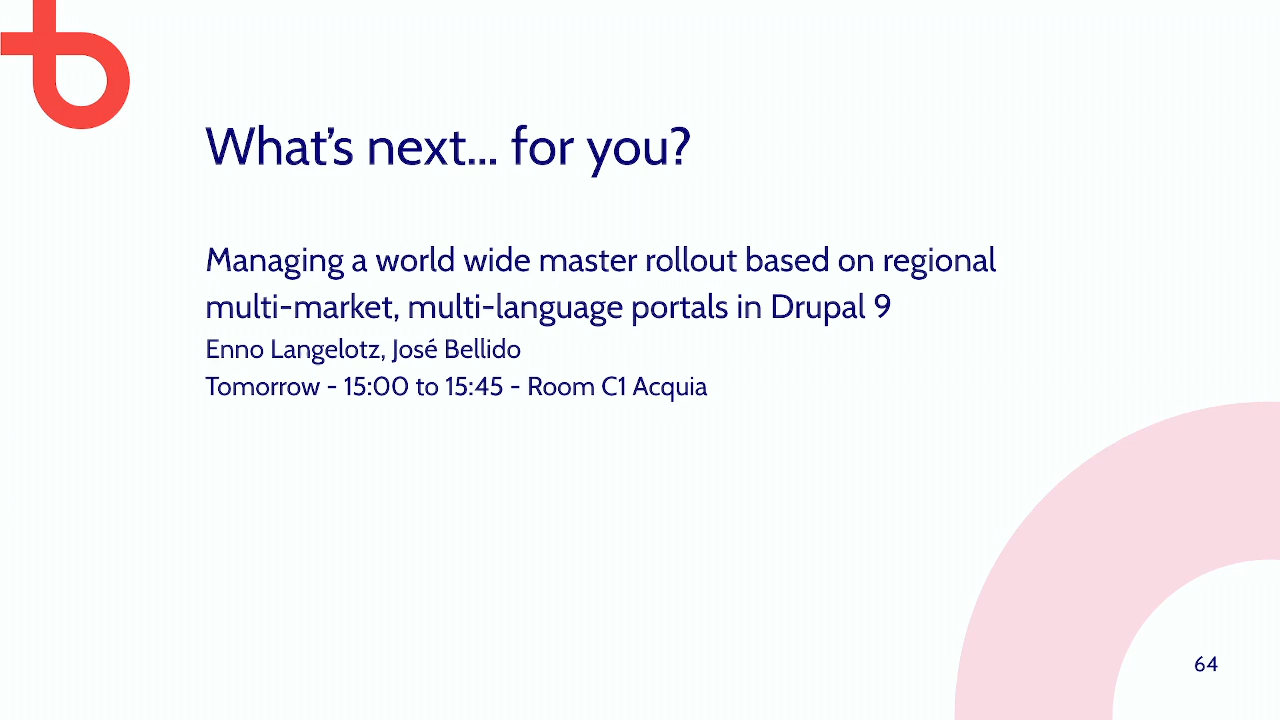 What's next... for you?
Managing a world wide master rollout based on regional
multi-market, multi-language portals in Drupal 9
Enno Langelotz, José Bellido
Tomorrow - 15:00 to 15:45 - Room C1 Acquia
64